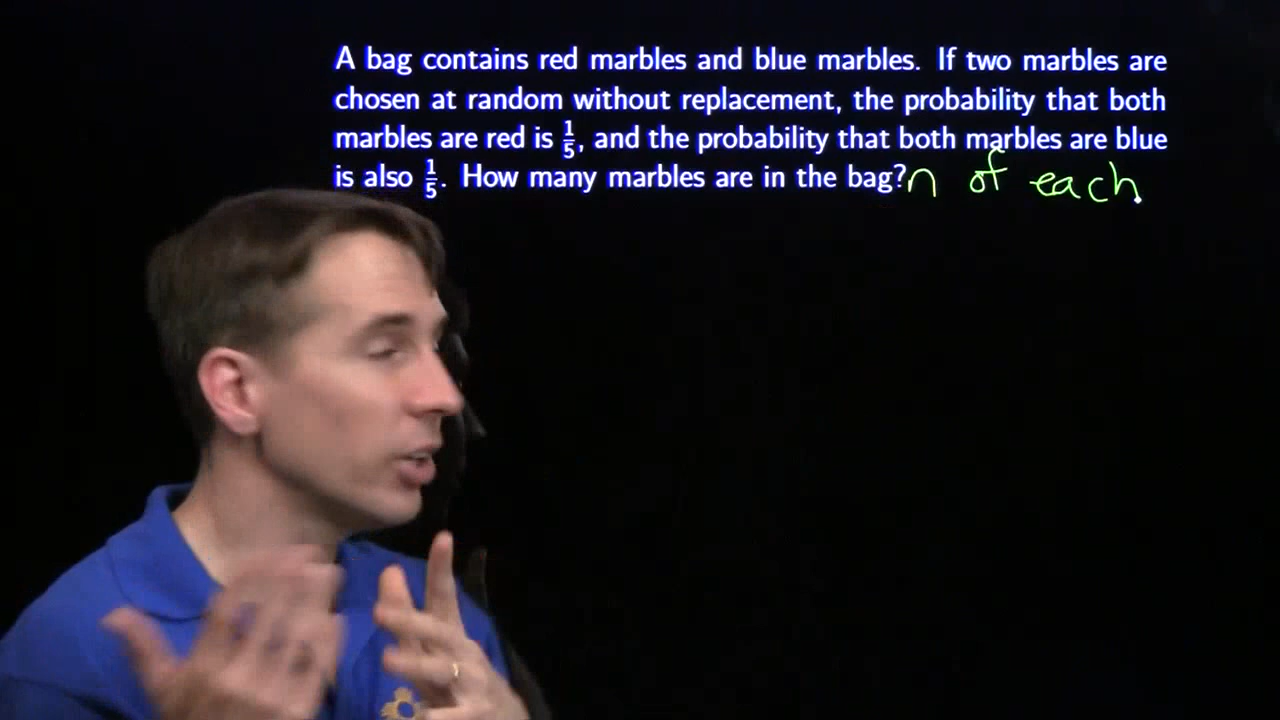 A bag contains red marbles and blue marbles. If two marbles are
chosen at random without replacement, the probability that both
marbles are red is 1/5, and the probability that both marbles are blue
is also 1/5. How many marbles are in the bag? n of each